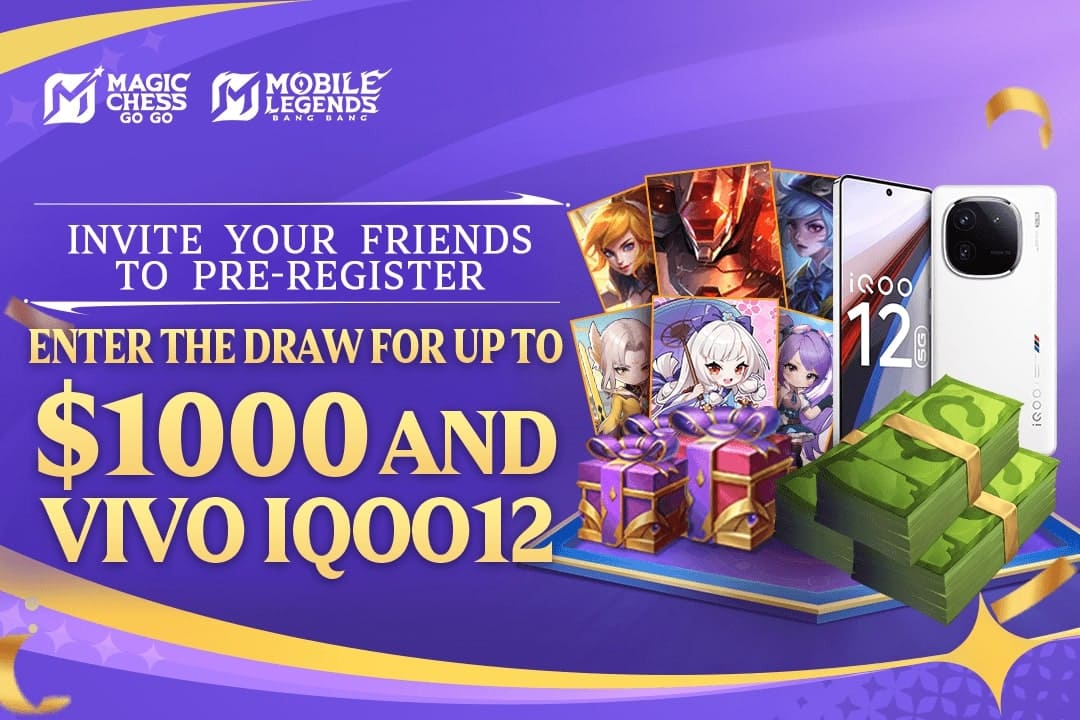 MAGIC
CHESS
GO GO
MOBILE
LEGENDS
BANG BANG
INVITE YOUR FRIENDS
TO PRE-REGISTER
ENTER THE DRAW FOR UP TO
$1000 AND
VIVO IQOO12
iQOO
12 5G
iQOO